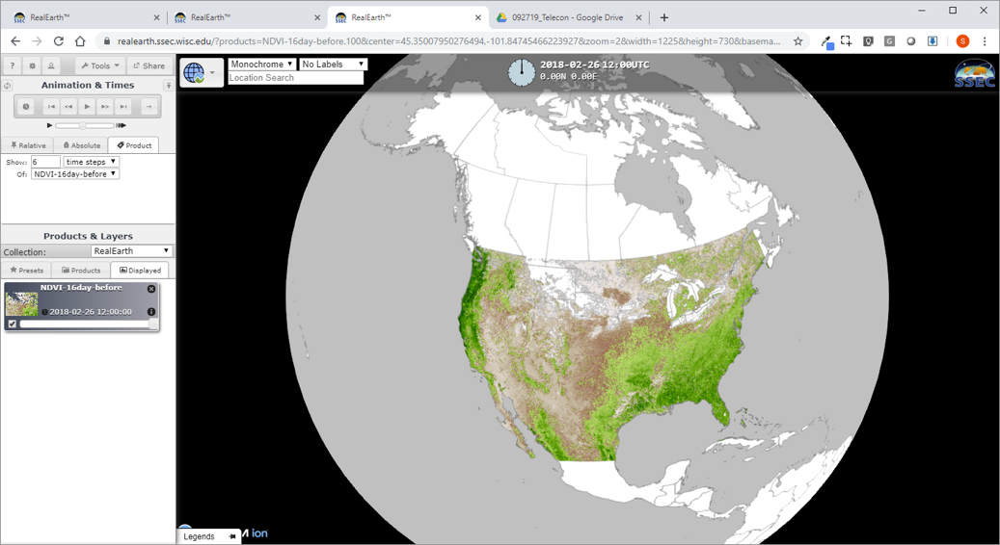 RealEarth™
RealEarth™
RealEarth™
092719_Telecon - Google Drive
realearth.ssec.wisc.edu/?products=NDVI-16day-before.100&center=45.35007950276494,-101.84745466223927&zoom=2&width=1225&height=730&basema...
S
?
Tools
Share
Monochrome
No Labels
Location Search
2018-02-26 12:00UTC
0.00N 0.00E
SSEC
Animation & Times
Relative
Absolute
Product
Show: 6 time steps
Of: NDVI-16day-before
Products & Layers
Collection: RealEarth
Presets
Products
Displayed
NDVI-16day-before
2018-02-26 12:00:00
Legends
ion